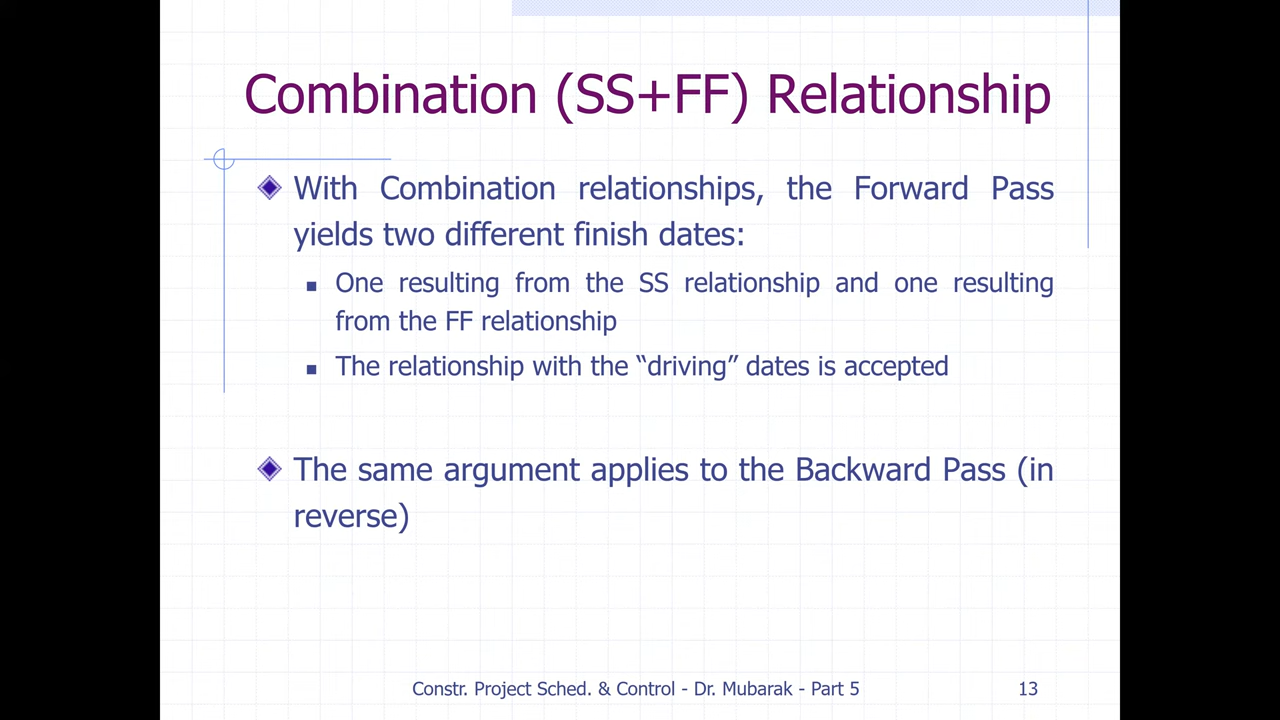 Combination (SS+FF) Relationship
With Combination relationships, the Forward Pass
yields two different finish dates:
One resulting from the SS relationship and one resulting
from the FF relationship
The relationship with the “driving” dates is accepted
The same argument applies to the Backward Pass (in
reverse)
Constr. Project Sched. & Control - Dr. Mubarak - Part 5
13